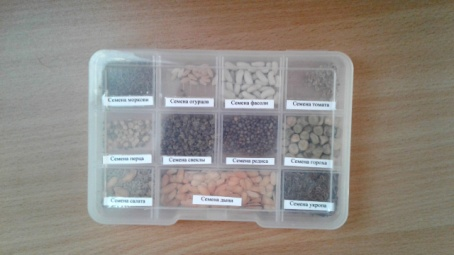 Семена моркови
Семена огурцов
Семена фасоли
Семена томата
Семена перца
Семена свеклы
Семена редиса
Семена гороха
Семена салата
Семена дыни
Семена укропа